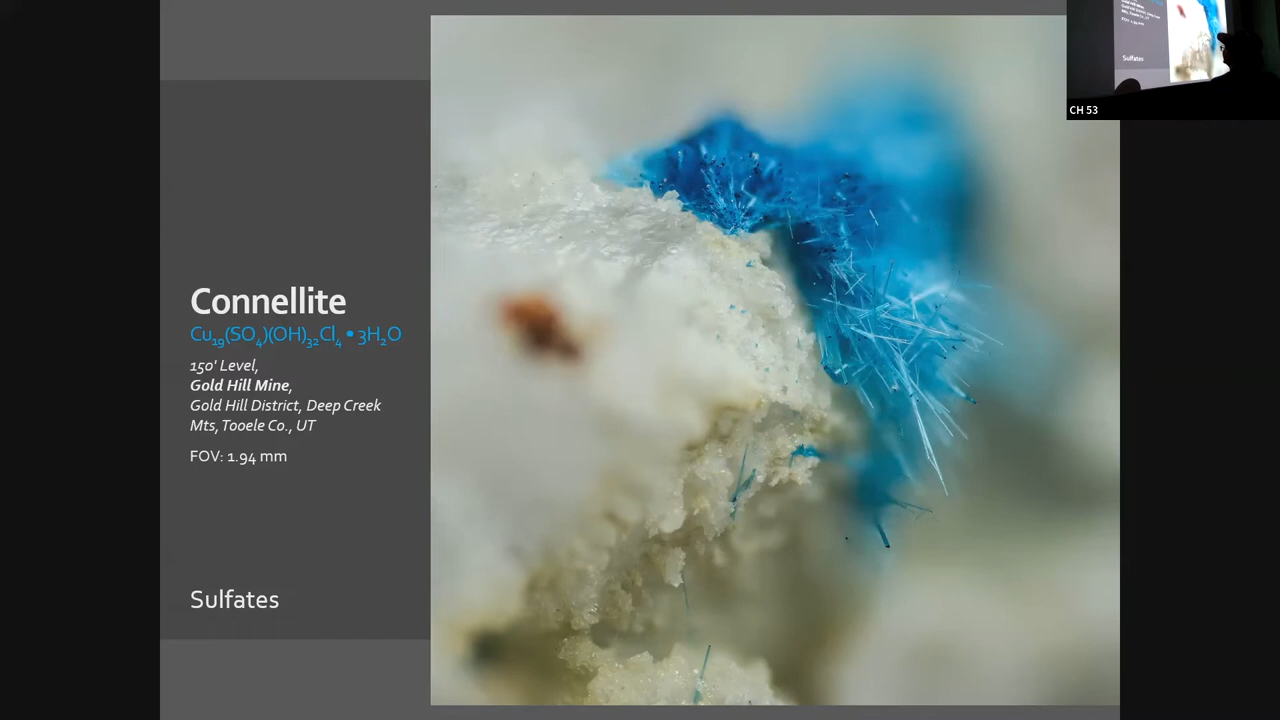 Connellite
Cu₁₉(SO₄)(OH)₃₂Cl₄ • 3H₂O
150' Level,
Gold Hill Mine,
Gold Hill District, Deep Creek
Mts, Tooele Co., UT
FOV: 1.94 mm
Sulfates
Sulfates
CH 53